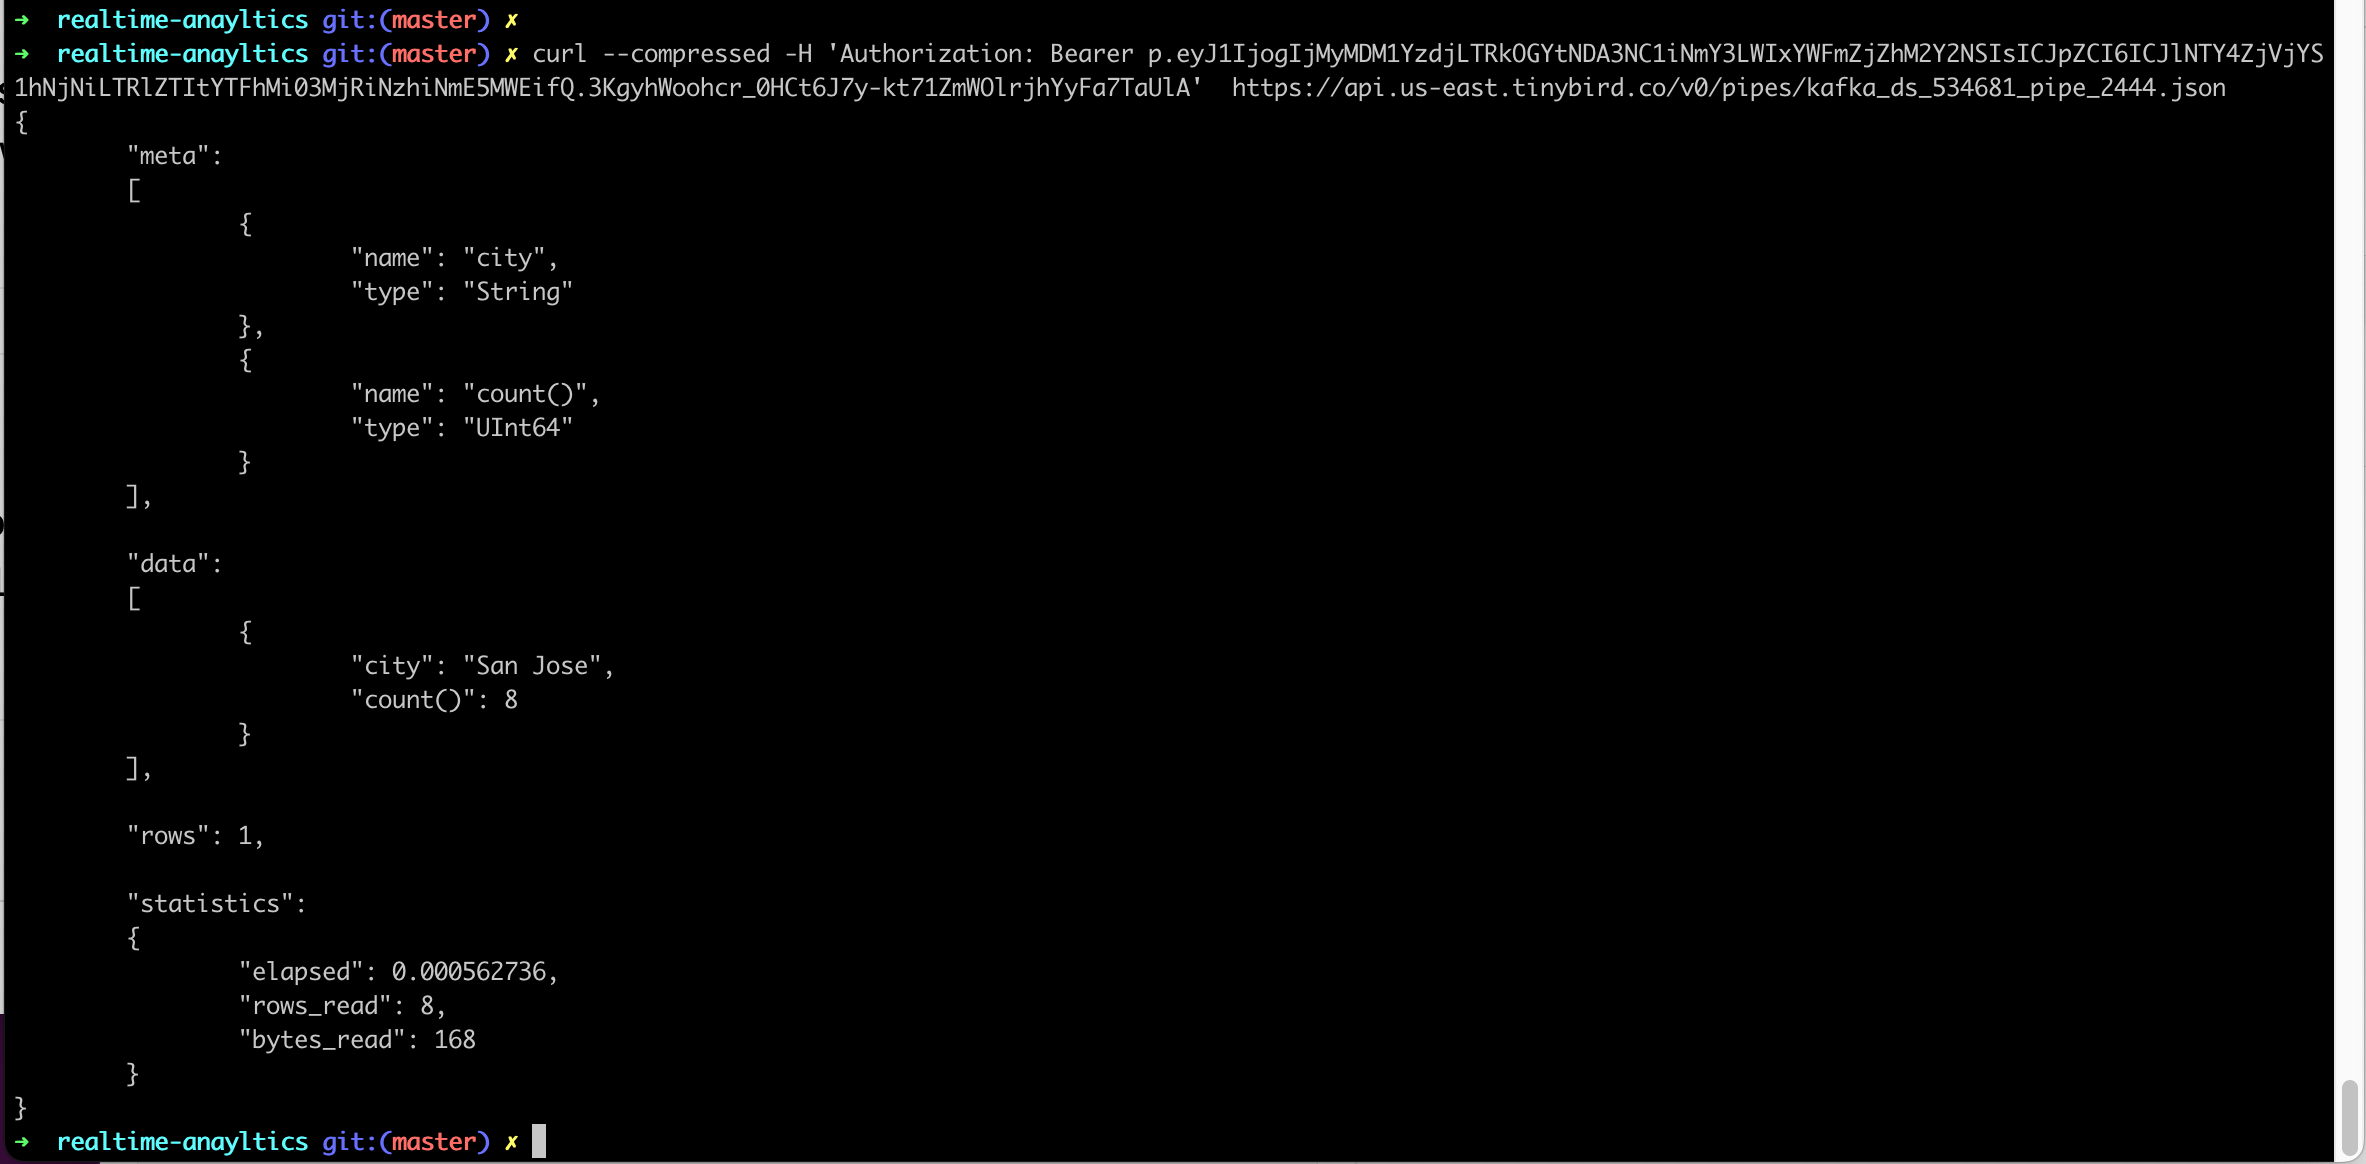 ➜  realtime-anayltics git:(master) ✗
➜  realtime-anayltics git:(master) ✗ curl --compressed -H 'Authorization: Bearer p.eyJ1IjogIjMyMDM1YzdjLTRkOGYtNDA3NC1iNmY3LWIxYWFmZjZhM2Y2NSIsICJpZCI6ICJlNTY4ZjVjYS
1hNjNiLTRlZTItYTFhMi03MjRiNzhiNmE5MWEifQ.3KgyhWoohcr_0HCt6J7y-kt71ZmWOlrjhYyFa7TaUlA'  https://api.us-east.tinybird.co/v0/pipes/kafka_ds_534681_pipe_2444.json
{
        "meta":
        [
                {
                        "name": "city",
                        "type": "String"
                },
                {
                        "name": "count()",
                        "type": "UInt64"
                }
        ],

        "data":
        [
                {
                        "city": "San Jose",
                        "count()": 8
                }
        ],

        "rows": 1,

        "statistics":
        {
                "elapsed": 0.000562736,
                "rows_read": 8,
                "bytes_read": 168
        }
}
➜  realtime-anayltics git:(master) ✗